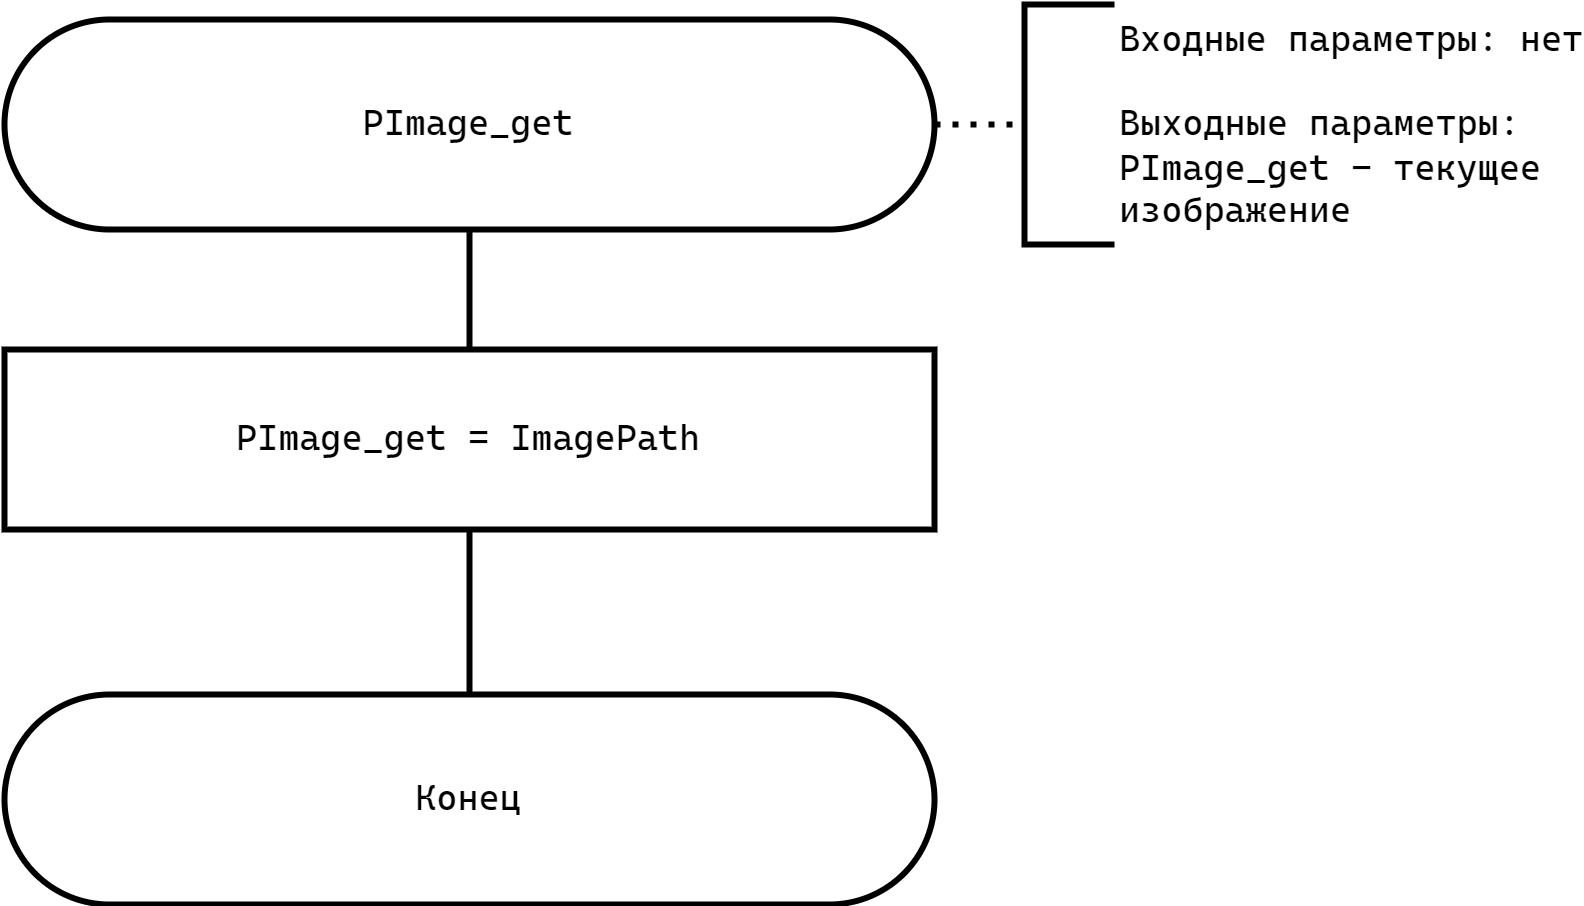 PImage_get
Входные параметры: нет
Выходные параметры:
PImage_get – текущее
изображение
PImage_get = ImagePath
Конец